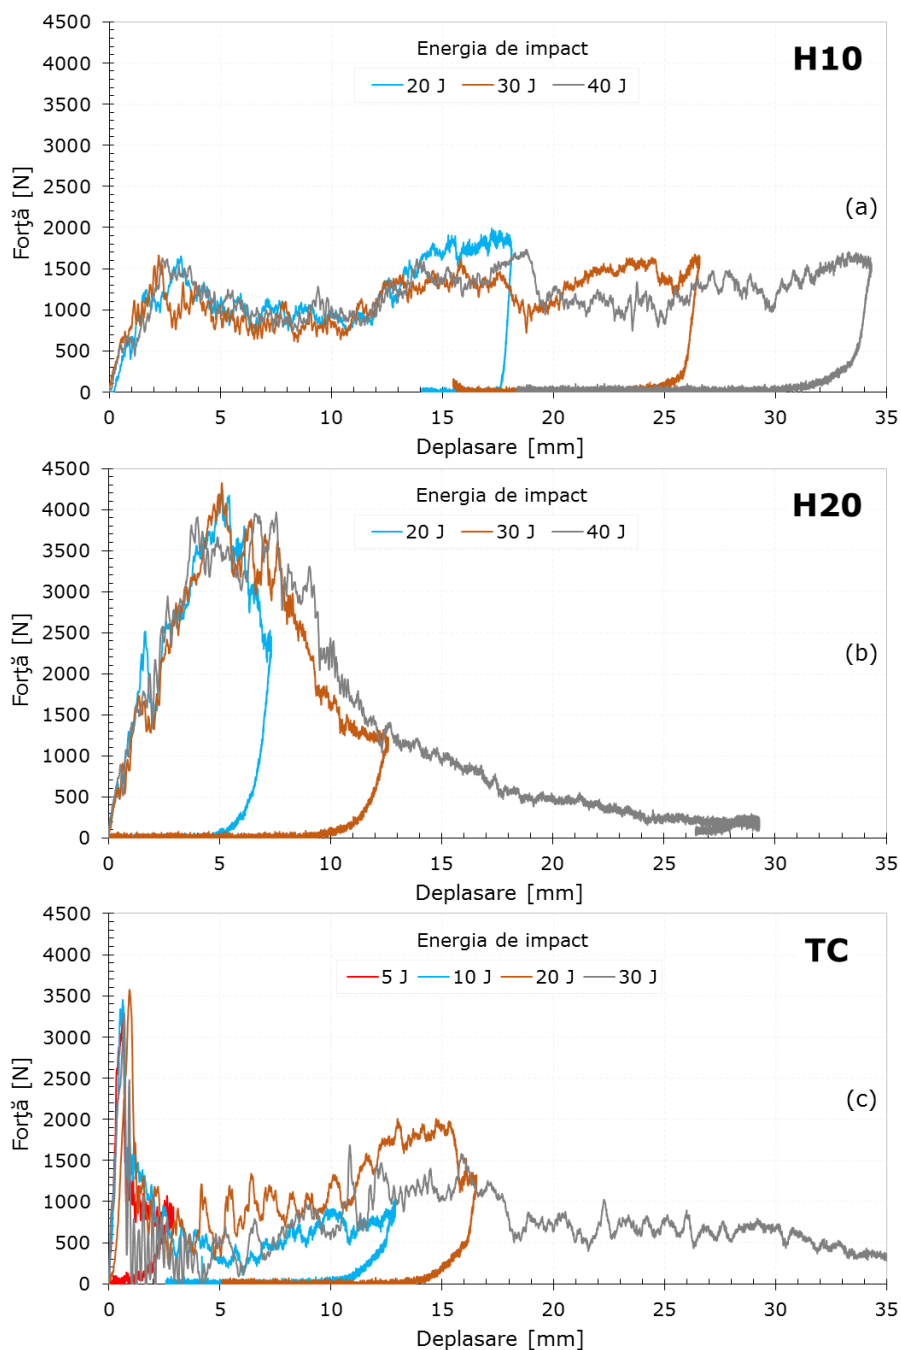 4500
4000
3500
3000
2500
2000
1500
1000
500
0
Forţă [N]
Energia de impact
20 J 30 J 40 J
H10
(a)
0 5 10 15 20 25 30 35
Deplasare [mm]
4500
4000
3500
3000
2500
2000
1500
1000
500
0
Forţă [N]
Energia de impact
20 J 30 J 40 J
H20
(b)
0 5 10 15 20 25 30 35
Deplasare [mm]
4500
4000
3500
3000
2500
2000
1500
1000
500
0
Forţă [N]
Energia de impact
5 J 10 J 20 J 30 J
TC
(c)
0 5 10 15 20 25 30 35
Deplasare [mm]